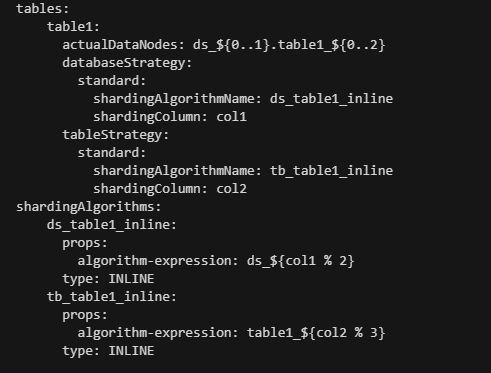 tables:
    table1:
      actualDataNodes: ds_${0..1}.table1_${0..2}
      databaseStrategy:
        standard:
          shardingAlgorithmName: ds_table1_inline
          shardingColumn: col1
      tableStrategy:
        standard:
          shardingAlgorithmName: tb_table1_inline
          shardingColumn: col2
shardingAlgorithms:
    ds_table1_inline:
      props:
        algorithm-expression: ds_${col1 % 2}
      type: INLINE
    tb_table1_inline:
      props:
        algorithm-expression: table1_${col2 % 3}
      type: INLINE